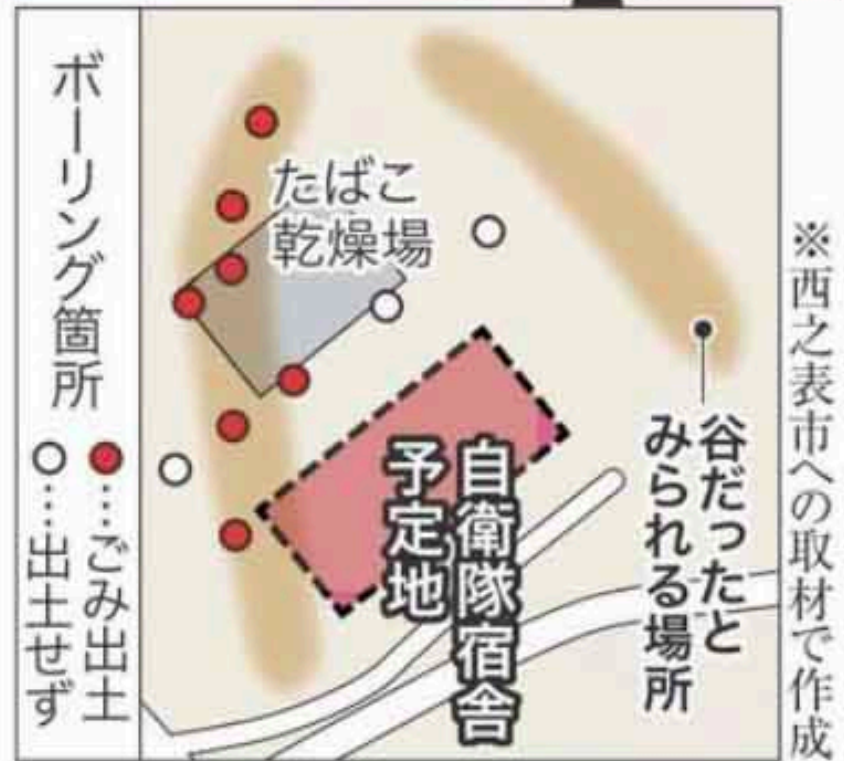 ボーリング箇所
●…ごみ出土
○…出土せず
たばこ
乾燥場
自衛隊宿舎
予定地
谷だったと
みられる場所
※西之表市への取材で作成